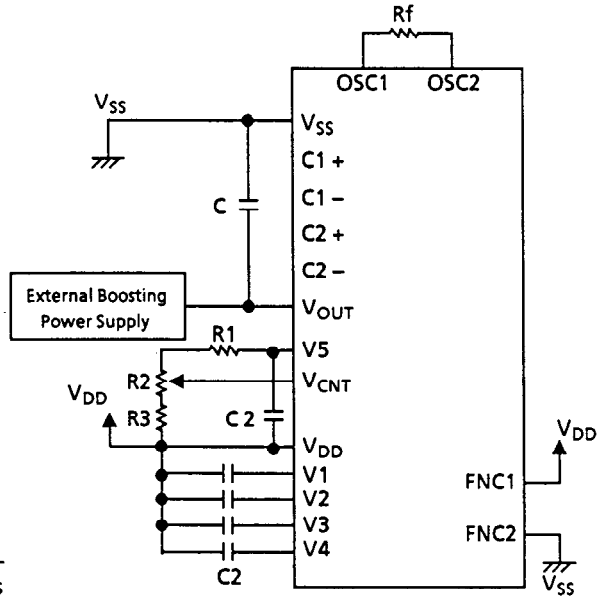 Rf
OSC1 OSC2
VSS
VSS
C1 +
C1 −
C
C2 +
C2 −
External Boosting
Power Supply
VOUT
R1
V5
R2
VCNT
VDD
R3
C 2
VDD
VDD
V1
FNC1
V2
V3
FNC2
V4
C2
VSS
s